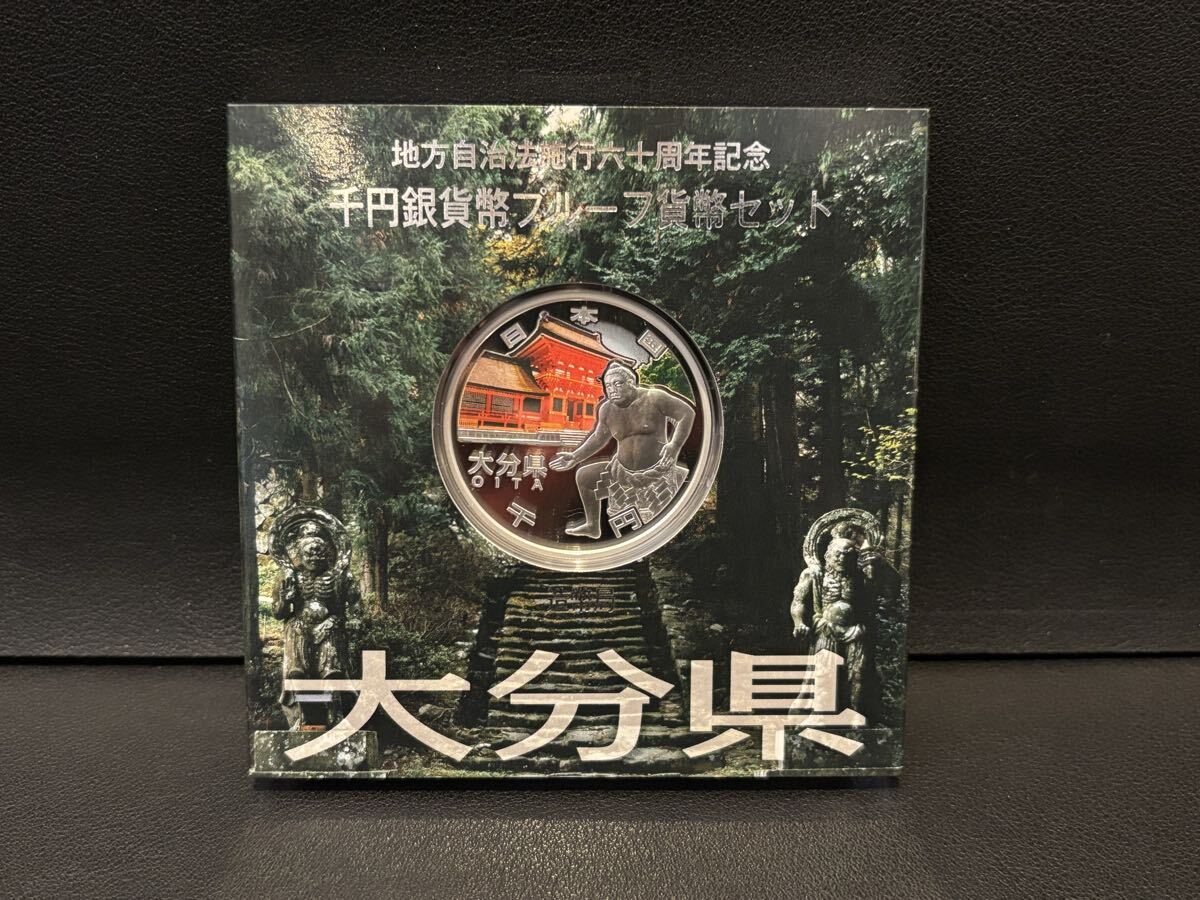 地方自治法施行六十周年記念
千円銀貨幣プルーフ貨幣セット
日本国
大分県
OITA
千円
造幣局
大分県